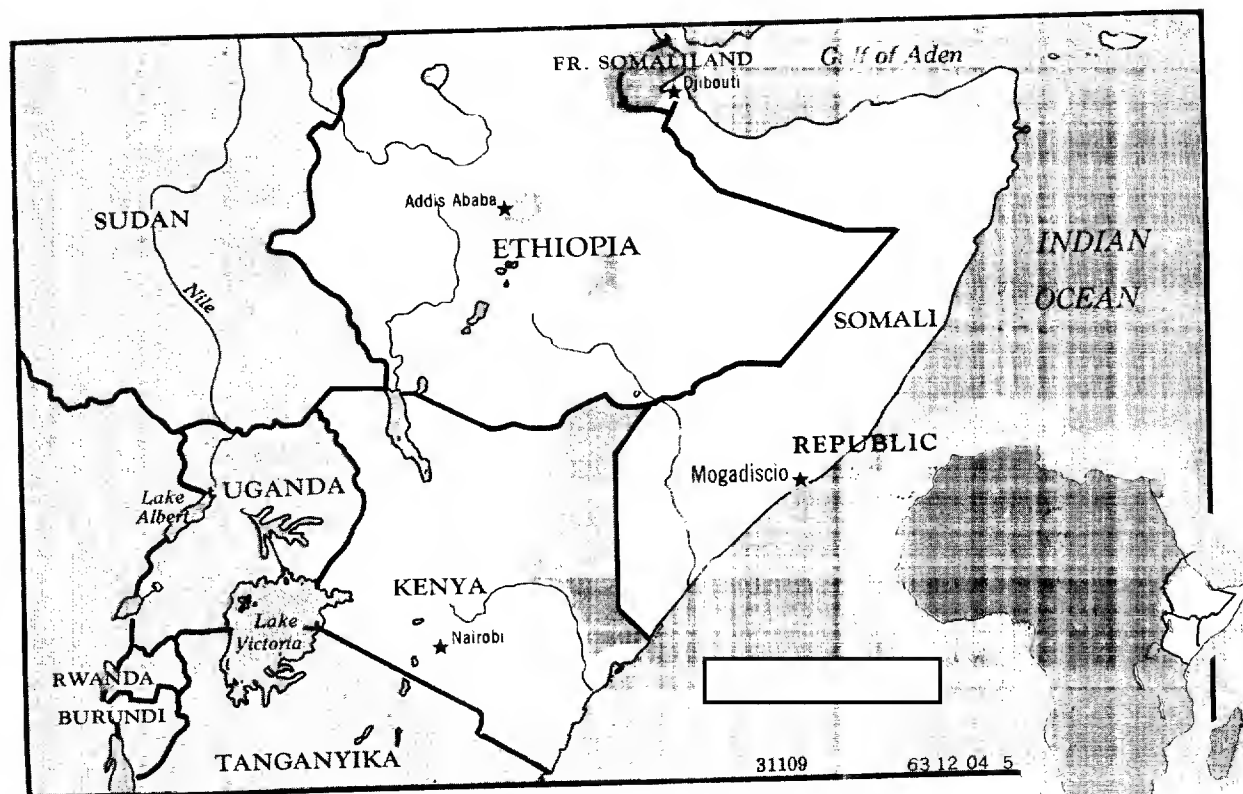 FR. SOMALILAND
Gulf of Aden
Djibouti
SUDAN
Addis Ababa
ETHIOPIA
INDIAN
OCEAN
Nile
SOMALI
REPUBLIC
Mogadiscio
UGANDA
Lake
Albert
KENYA
Lake
Victoria
Nairobi
RWANDA
BURUNDI
TANGANYIKA
31109
63 12 04 5